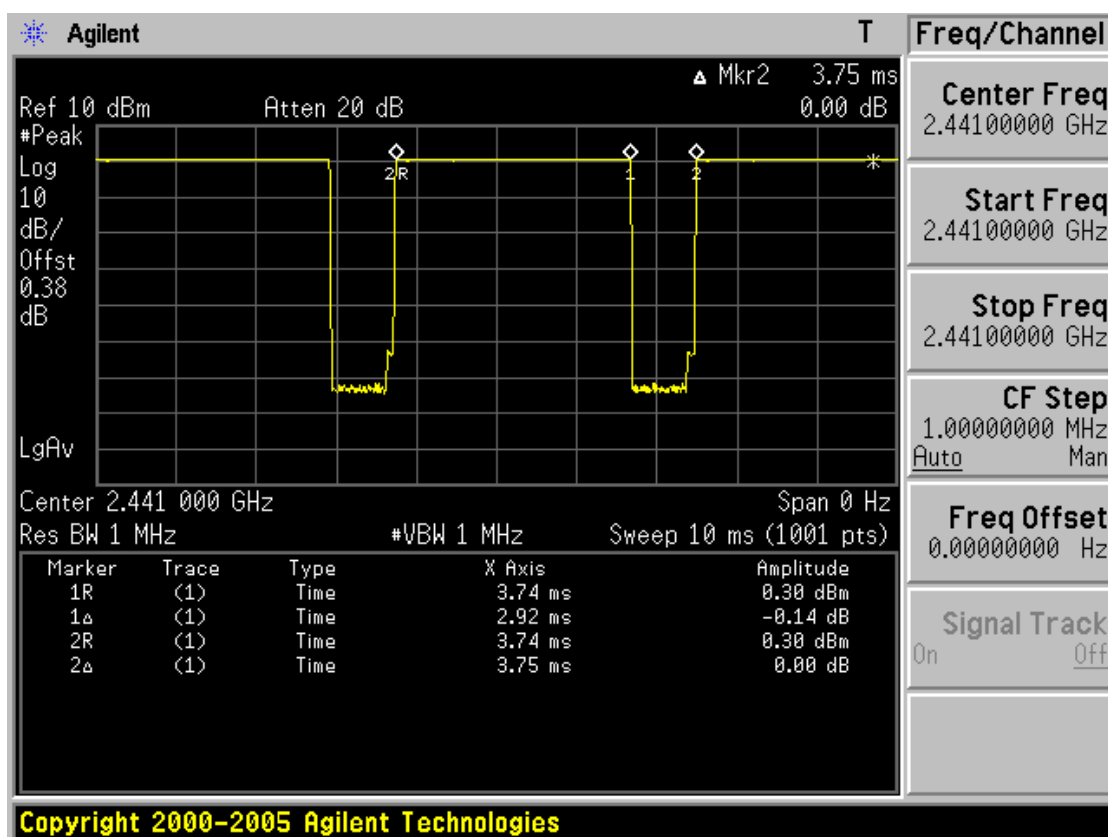 Agilent T
Freq/Channel
Δ Mkr2 3.75 ms
Ref 10 dBm Atten 20 dB 0.00 dB
#Peak
Log
10
dB/
Offst
0.38
dB
LgAv
2R
1
2
Center 2.441 000 GHz Span 0 Hz
Res BW 1 MHz #VBW 1 MHz Sweep 10 ms (1001 pts)
Marker Trace Type X Axis Amplitude
1R (1) Time 3.74 ms 0.30 dBm
1Δ (1) Time 2.92 ms -0.14 dB
2R (1) Time 3.74 ms 0.30 dBm
2Δ (1) Time 3.75 ms 0.00 dB
Center Freq
2.44100000 GHz
Start Freq
2.44100000 GHz
Stop Freq
2.44100000 GHz
CF Step
1.00000000 MHz
Auto Man
Freq Offset
0.00000000 Hz
Signal Track
On Off
Copyright 2000-2005 Agilent Technologies